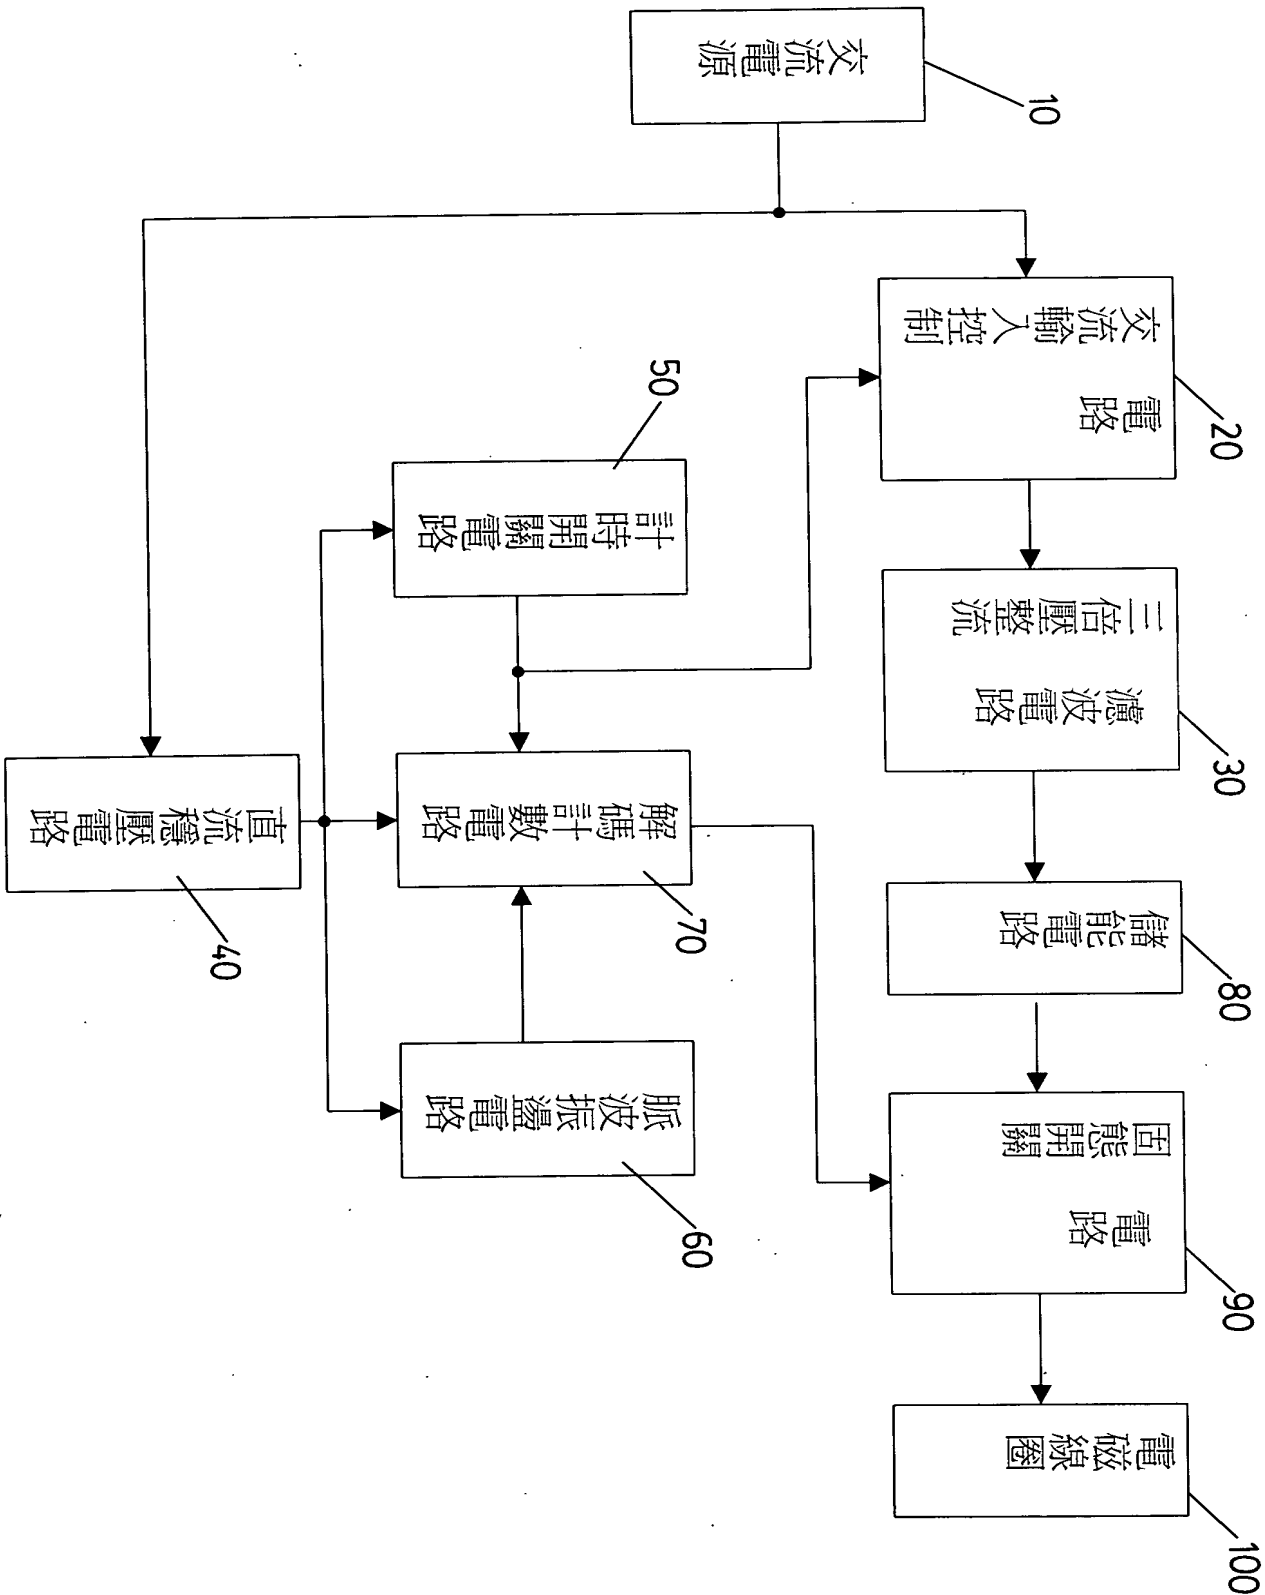 交流電源
10
交流輸入控制
電路
20
三倍壓整流
濾波電路
30
儲能電路
80
固態開關
電路
90
電磁線圈
100
計時開關電路
50
解碼計數電路
70
脈波振盪電路
60
直流穩壓電路
40